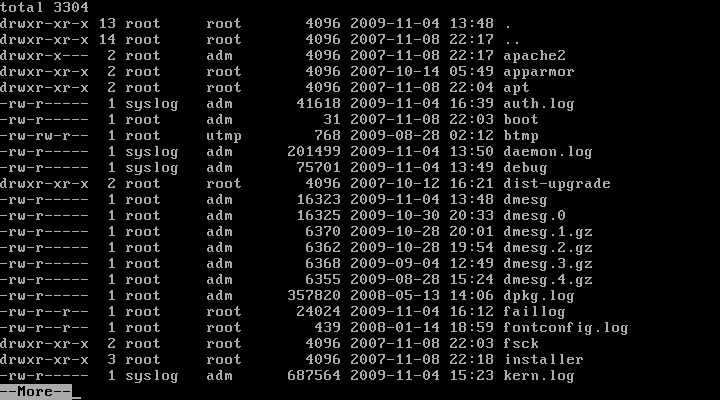 total 3304
drwxr-xr-x 13 root    root      4096 2009-11-04 13:48 .
drwxr-xr-x 14 root    root      4096 2007-11-08 22:17 ..
drwxr-x---  2 root    adm       4096 2007-11-08 22:17 apache2
drwxr-xr-x  2 root    root      4096 2007-10-14 05:49 apparmor
drwxr-xr-x  2 root    root      4096 2007-11-08 22:04 apt
-rw-r-----  1 syslog  adm      41618 2009-11-04 16:39 auth.log
-rw-r-----  1 root    adm         31 2007-11-08 22:03 boot
-rw-rw-r--  1 root    utmp       768 2009-08-28 02:12 btmp
-rw-r-----  1 syslog  adm     201499 2009-11-04 13:50 daemon.log
-rw-r-----  1 syslog  adm      75701 2009-11-04 13:49 debug
drwxr-xr-x  2 root    root      4096 2007-10-12 16:21 dist-upgrade
-rw-r-----  1 root    adm      16323 2009-11-04 13:48 dmesg
-rw-r-----  1 root    adm      16325 2009-10-30 20:33 dmesg.0
-rw-r-----  1 root    adm       6370 2009-10-28 20:01 dmesg.1.gz
-rw-r-----  1 root    adm       6362 2009-10-28 19:54 dmesg.2.gz
-rw-r-----  1 root    adm       6368 2009-09-04 12:49 dmesg.3.gz
-rw-r-----  1 root    adm       6355 2009-08-28 15:24 dmesg.4.gz
-rw-r-----  1 root    adm     357820 2008-05-13 14:06 dpkg.log
-rw-r--r--  1 root    root     24024 2009-11-04 16:12 faillog
-rw-r--r--  1 root    root       439 2008-01-14 18:59 fontconfig.log
drwxr-xr-x  2 root    root      4096 2007-11-08 22:03 fsck
drwxr-xr-x  3 root    root      4096 2007-11-08 22:18 installer
-rw-r-----  1 syslog  adm     687564 2009-11-04 15:23 kern.log
--More--